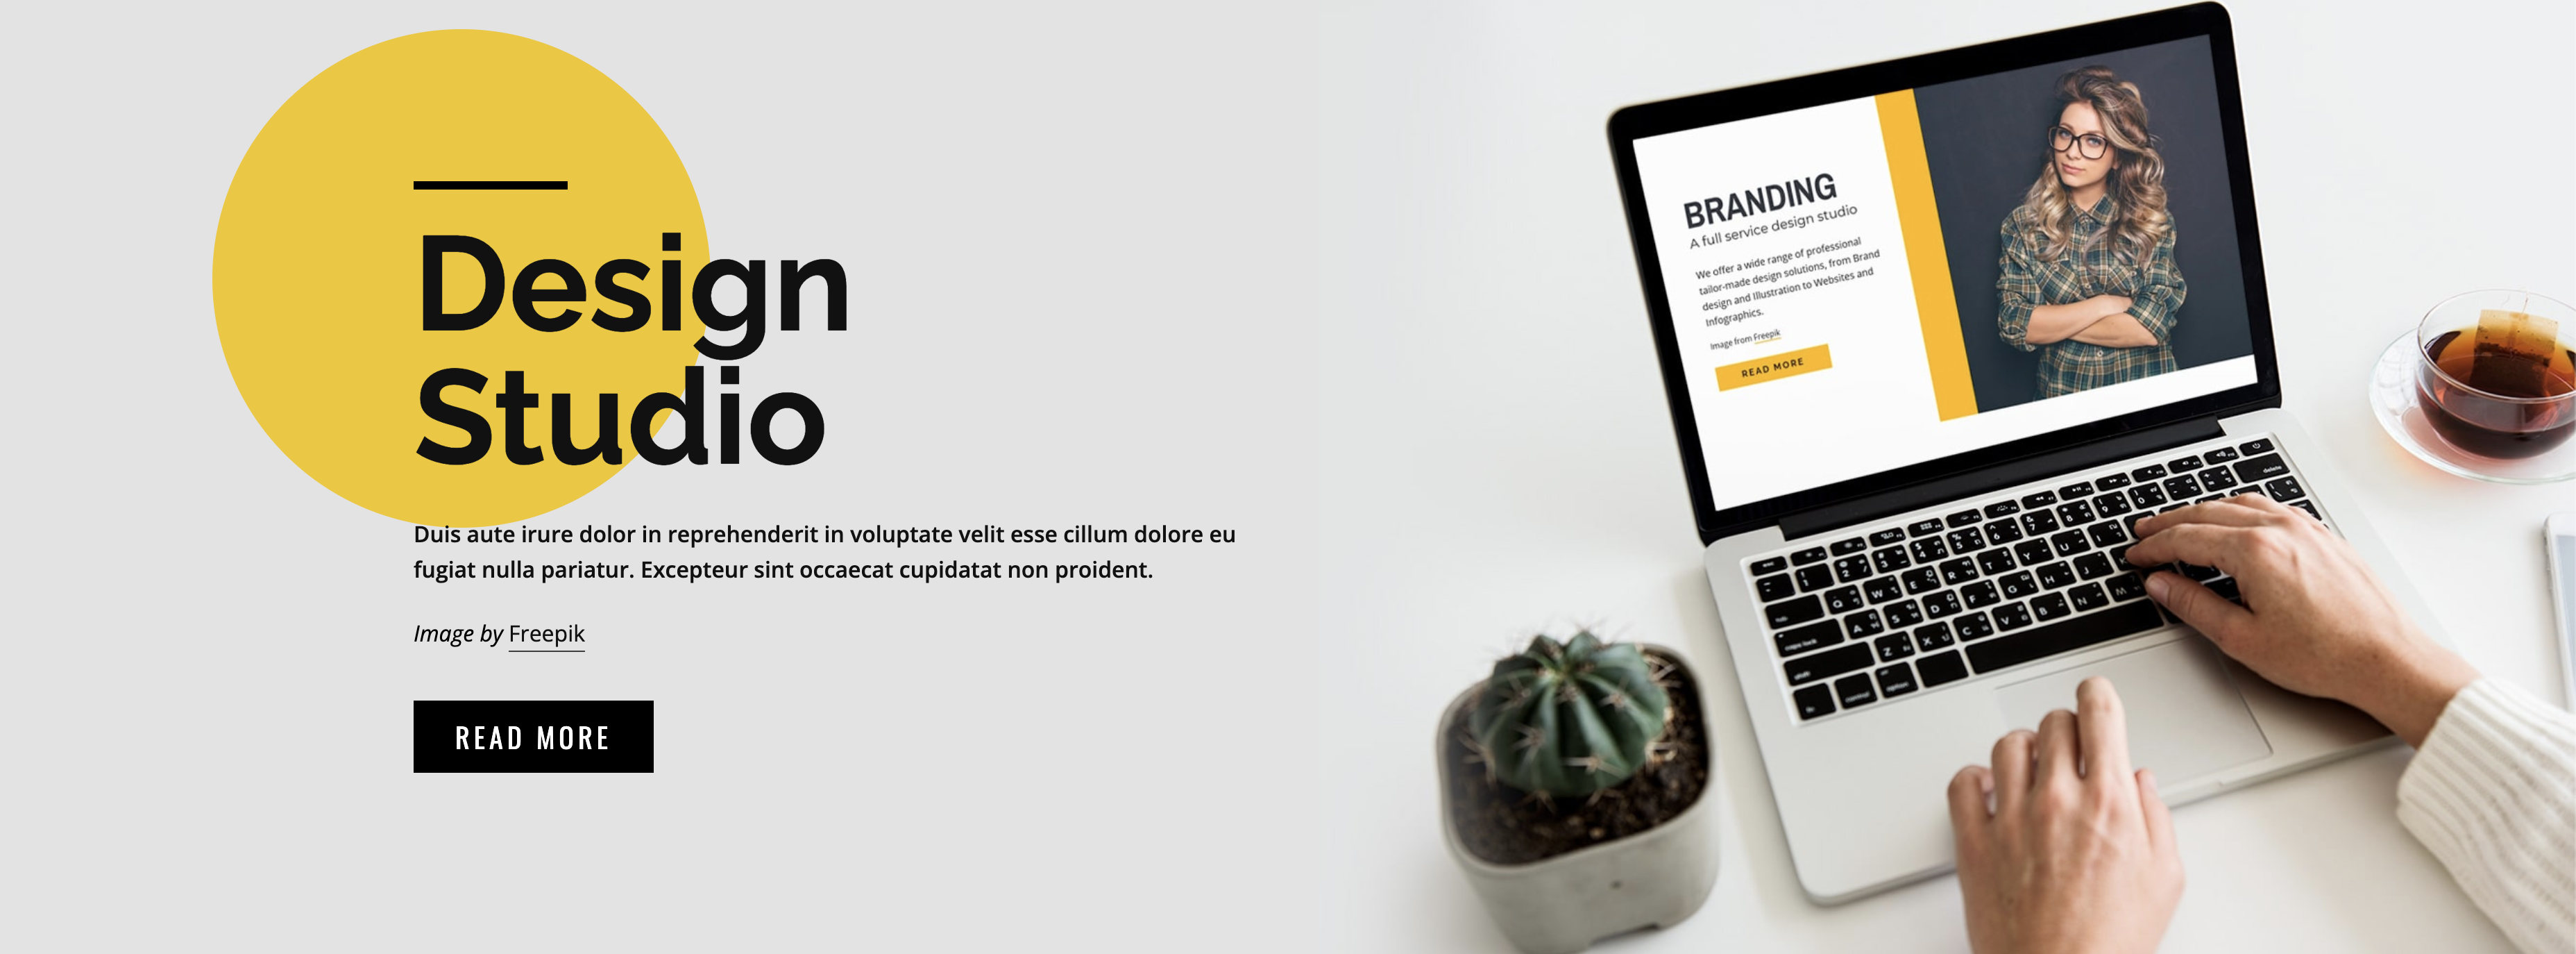 Design
Studio
Duis aute irure dolor in reprehenderit in voluptate velit esse cillum dolore eu
fugiat nulla pariatur. Excepteur sint occaecat cupidatat non proident.
Image by Freepik
READ MORE
BRANDING
A full service design studio
We offer a wide range of professional
tailor-made design solutions, from Brand
design and Illustration to Websites and
Infographics.
Image from Freepik
READ MORE